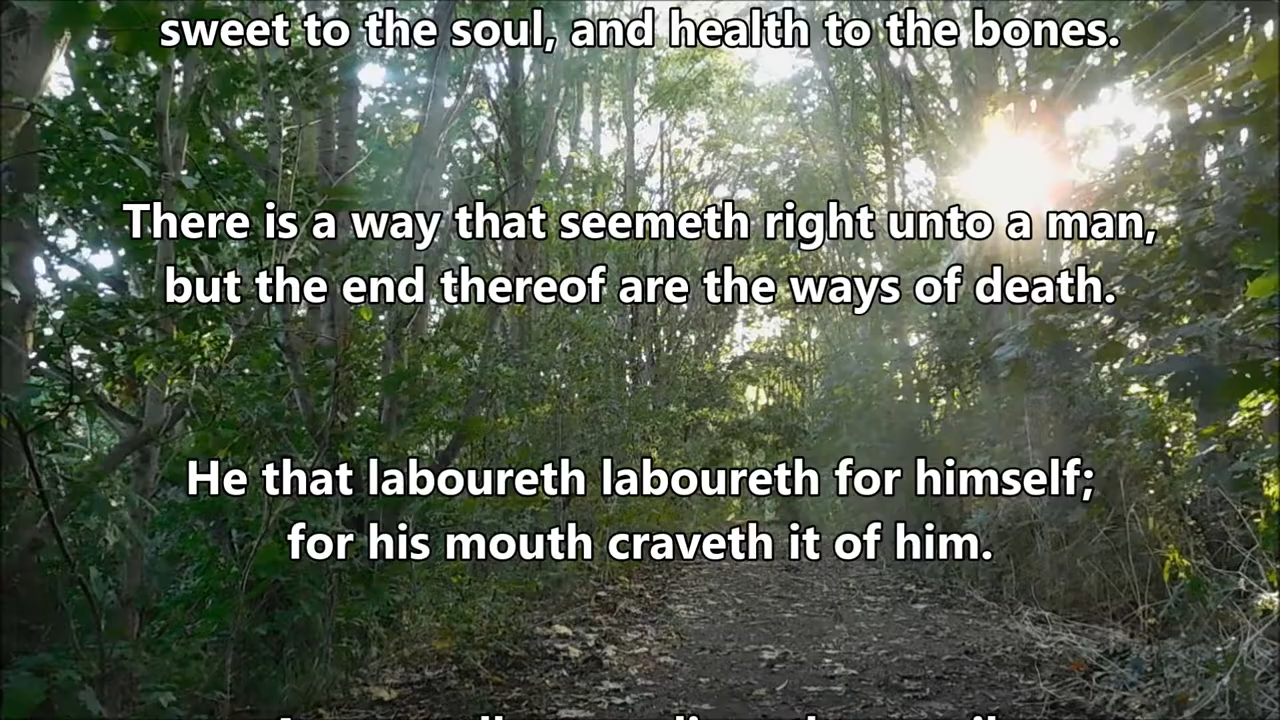 sweet to the soul, and health to the bones.
There is a way that seemeth right unto a man,
but the end thereof are the ways of death.
He that laboureth laboureth for himself;
for his mouth craveth it of him.